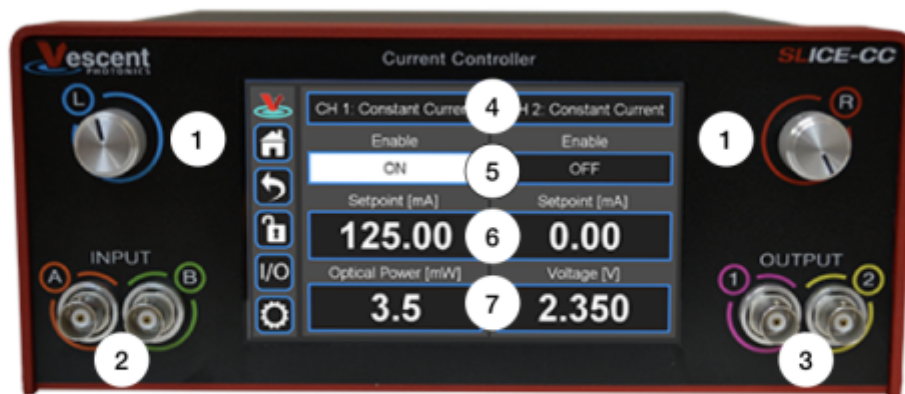 Vescent
PHOTONICS
Current Controller
SLICE-CC
L
R
1
1
CH 1: Constant Curren
4
H 2: Constant Current
Enable
Enable
ON
5
OFF
Setpoint [mA]
Setpoint [mA]
125.00
6
0.00
I/O
Optical Power [mW]
Voltage [V]
3.5
7
2.350
INPUT
A
B
2
OUTPUT
1
2
3